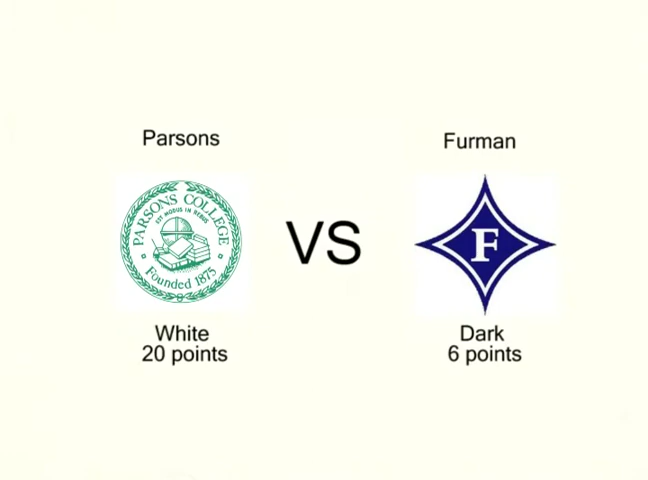 Parsons
Furman
PARSONS COLLEGE
EST MODUS IN REBUS
Founded 1875
VS
F
White
20 points
Dark
6 points